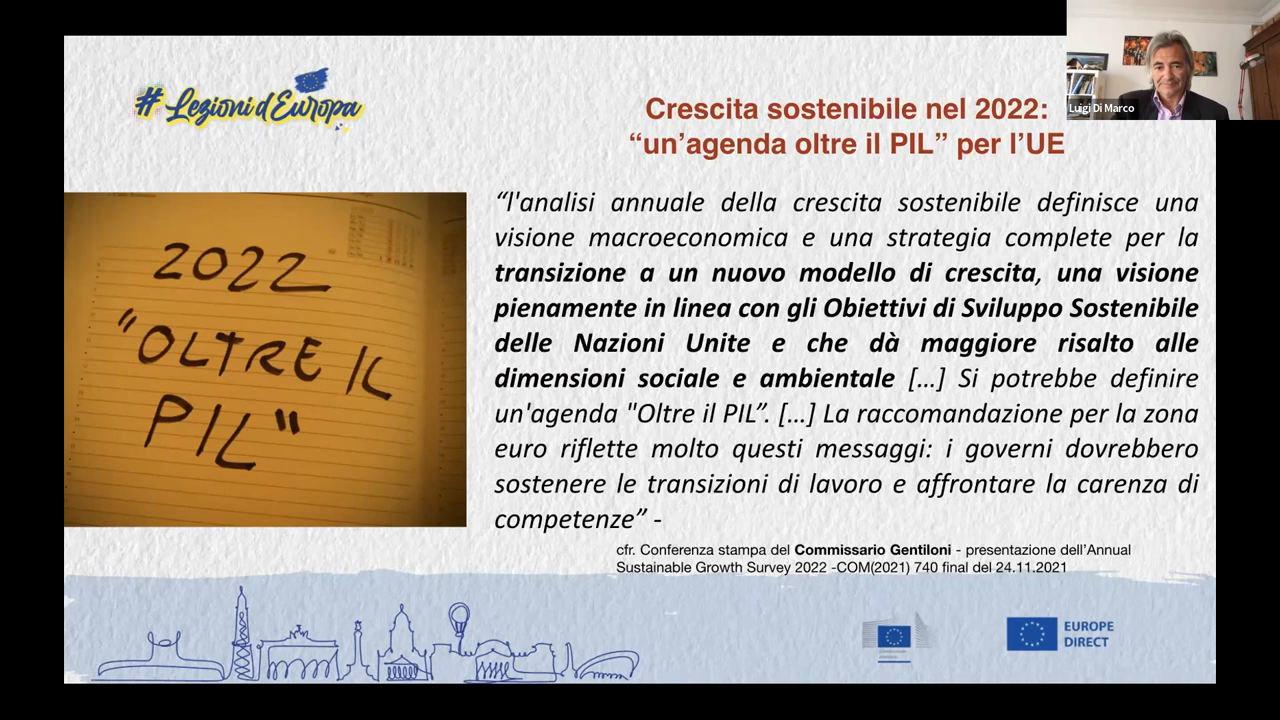 # Lezioni d'Europa
Luigi Di Marco
Crescita sostenibile nel 2022:
“un’agenda oltre il PIL” per l’UE
2022
"OLTRE IL
PIL"
“l'analisi annuale della crescita sostenibile definisce una
visione macroeconomica e una strategia complete per la
transizione a un nuovo modello di crescita, una visione
pienamente in linea con gli Obiettivi di Sviluppo Sostenibile
delle Nazioni Unite e che dà maggiore risalto alle
dimensioni sociale e ambientale [...] Si potrebbe definire
un'agenda "Oltre il PIL”. [...] La raccomandazione per la zona
euro riflette molto questi messaggi: i governi dovrebbero
sostenere le transizioni di lavoro e affrontare la carenza di
competenze” -
cfr. Conferenza stampa del Commissario Gentiloni - presentazione dell’Annual
Sustainable Growth Survey 2022 -COM(2021) 740 final del 24.11.2021
EUROPE
DIRECT